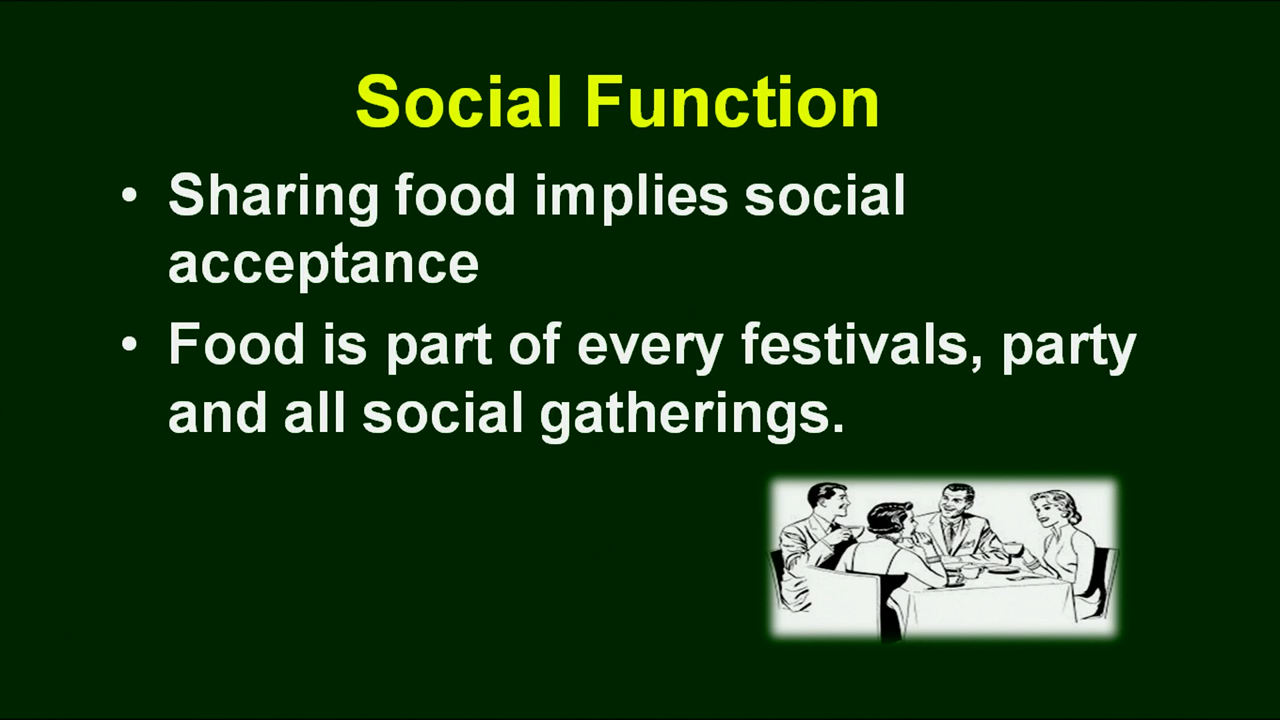 Social Function
• Sharing food implies social
acceptance
• Food is part of every festivals, party
and all social gatherings.